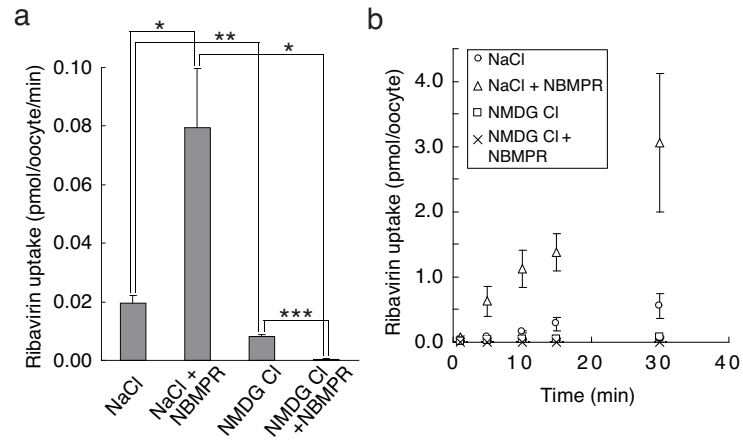 a
Ribavirin uptake (pmol/oocyte/min)
0.10
0.08
0.06
0.04
0.02
0.00
*
**
*
***
NaCl
NaCl +
NBMPR
NMDG Cl
NMDG Cl
+NBMPR
b
Ribavirin uptake (pmol/oocyte)
4.0
3.0
2.0
1.0
0.0
NaCl
NaCl + NBMPR
NMDG Cl
NMDG Cl +
NBMPR
0 10 20 30 40
Time (min)